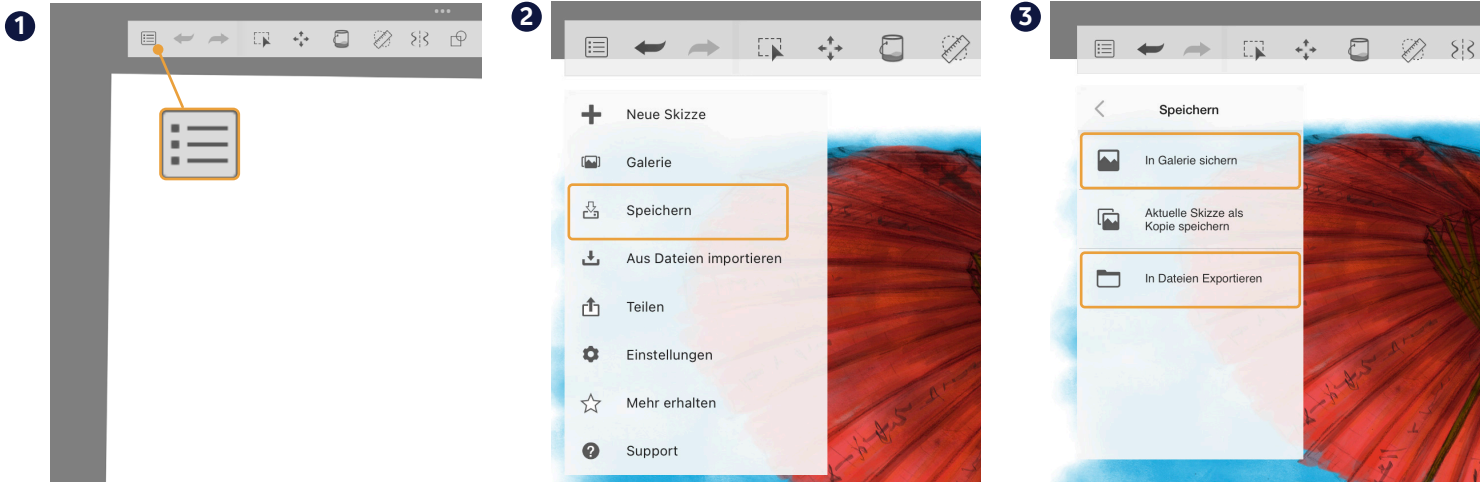 1
2
3
Neue Skizze
Galerie
Speichern
Aus Dateien importieren
Teilen
Einstellungen
Mehr erhalten
Support
Speichern
In Galerie sichern
Aktuelle Skizze als
Kopie speichern
In Dateien Exportieren